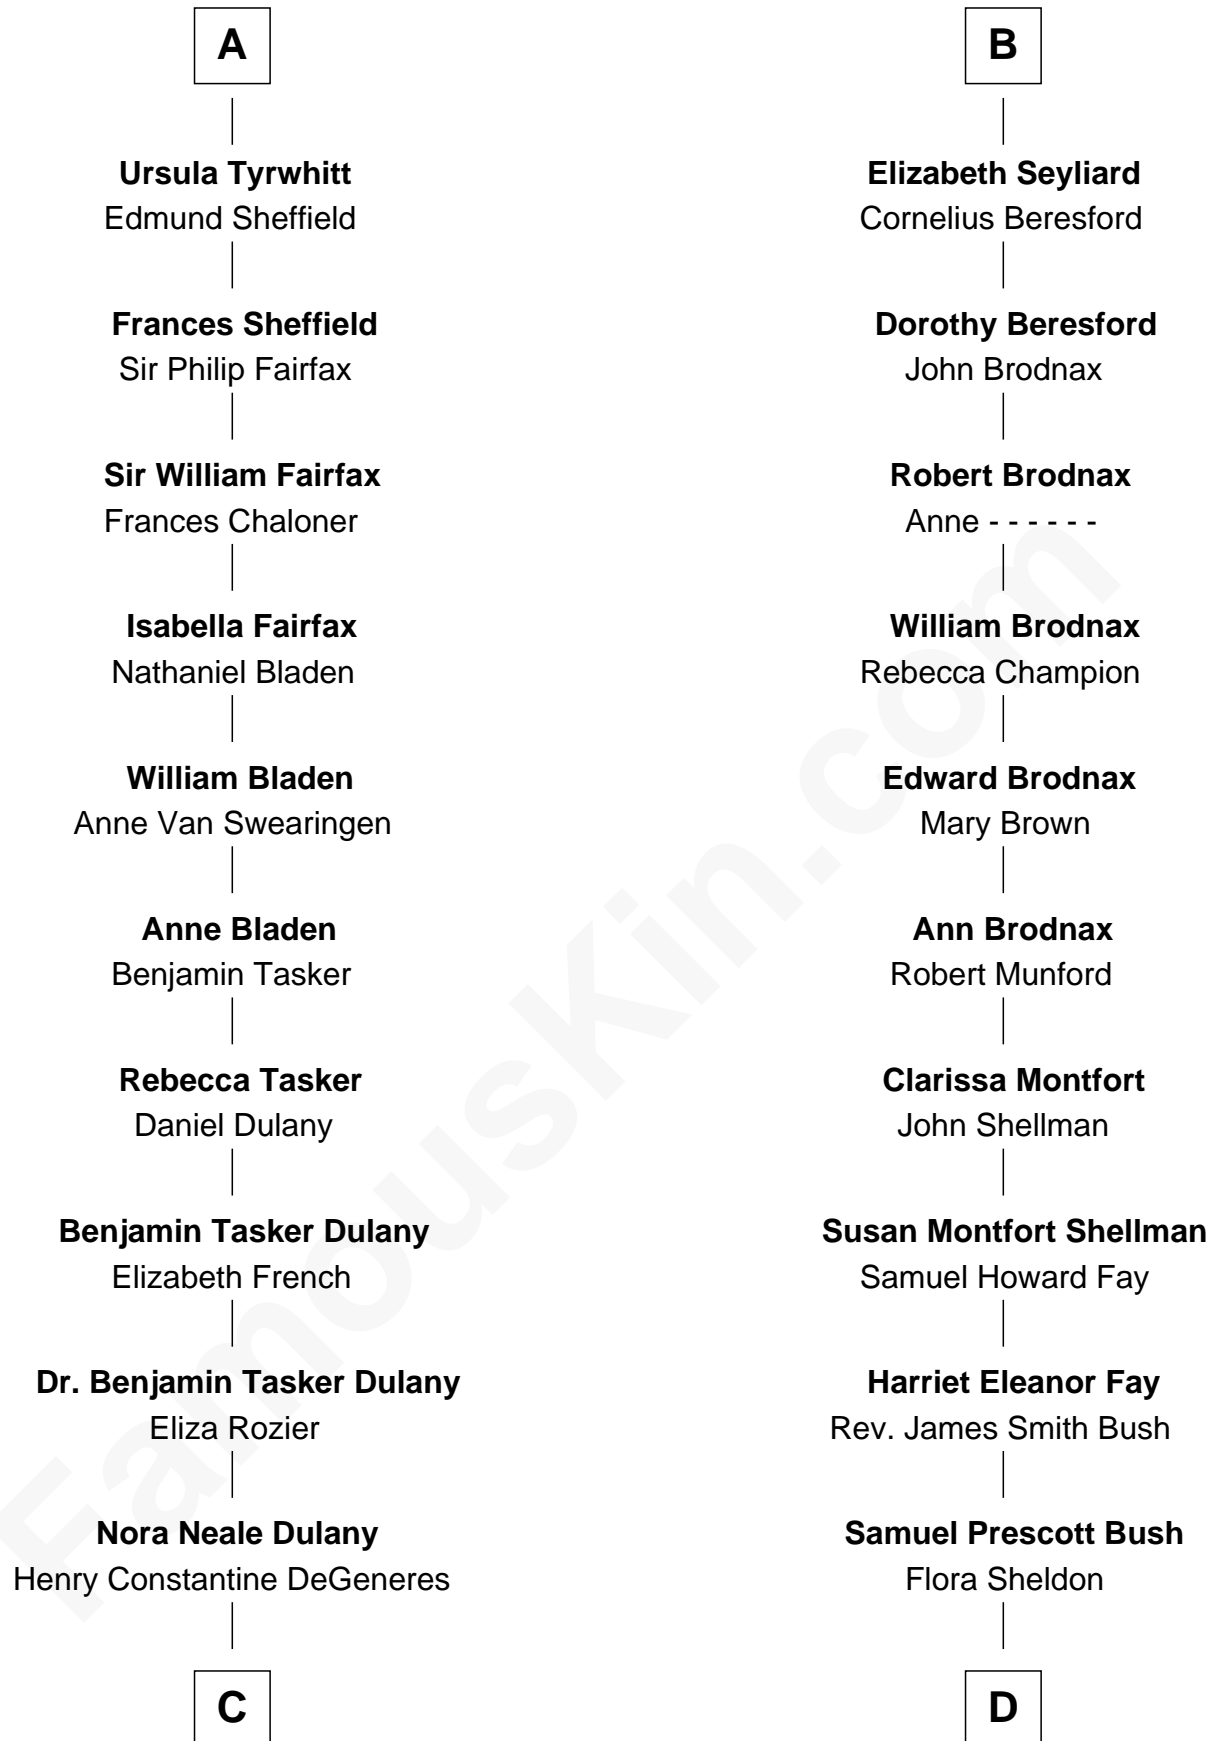 A
Ursula Tyrwhitt
Edmund Sheffield
Frances Sheffield
Sir Philip Fairfax
Sir William Fairfax
Frances Chaloner
Isabella Fairfax
Nathaniel Bladen
William Bladen
Anne Van Swearingen
Anne Bladen
Benjamin Tasker
Rebecca Tasker
Daniel Dulany
Benjamin Tasker Dulany
Elizabeth French
Dr. Benjamin Tasker Dulany
Eliza Rozier
Nora Neale Dulany
Henry Constantine DeGeneres
C
B
Elizabeth Seyliard
Cornelius Beresford
Dorothy Beresford
John Brodnax
Robert Brodnax
Anne - - - - - -
William Brodnax
Rebecca Champion
Edward Brodnax
Mary Brown
Ann Brodnax
Robert Munford
Clarissa Montfort
John Shellman
Susan Montfort Shellman
Samuel Howard Fay
Harriet Eleanor Fay
Rev. James Smith Bush
Samuel Prescott Bush
Flora Sheldon
D
FamousKin.com